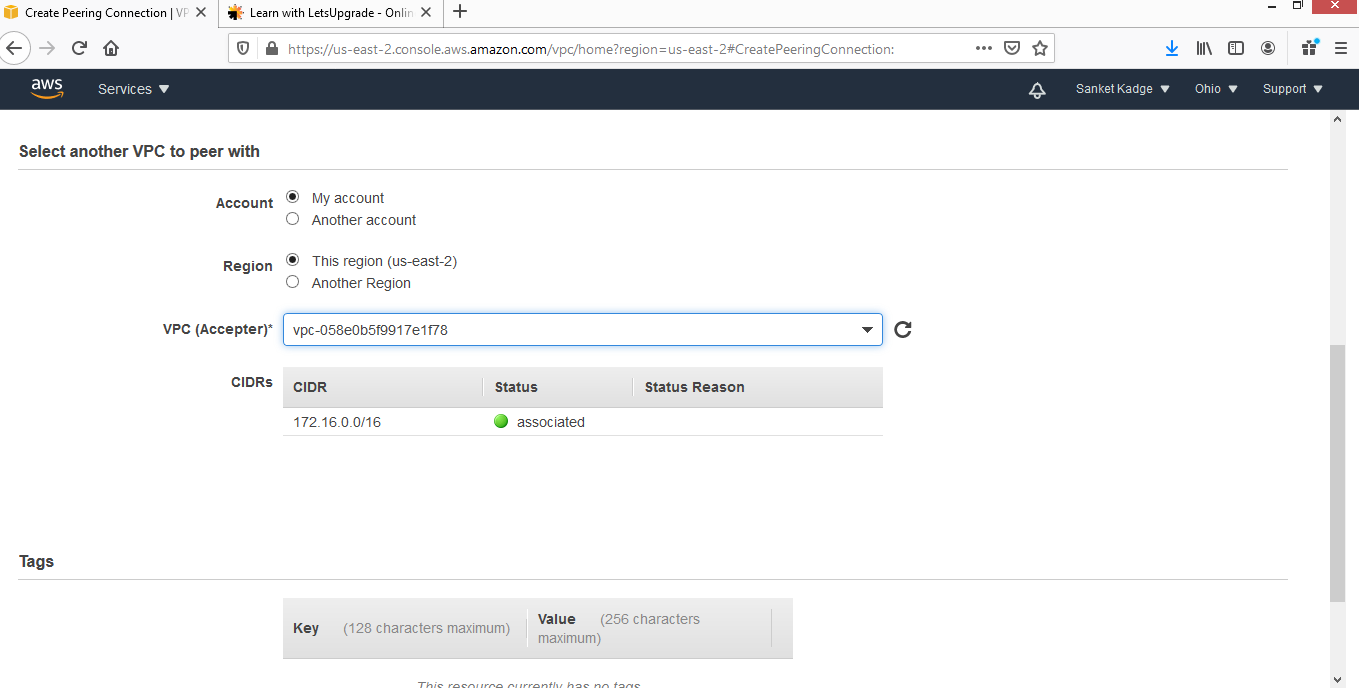 Create Peering Connection | VP
Learn with LetsUpgrade - Onlin
https://us-east-2.console.aws.amazon.com/vpc/home?region=us-east-2#CreatePeeringConnection:
aws
Services
Sanket Kadge
Ohio
Support
Select another VPC to peer with
Account
My account
Another account
Region
This region (us-east-2)
Another Region
VPC (Accepter)*
vpc-058e0b5f9917e1f78
CIDRs
CIDR
Status
Status Reason
172.16.0.0/16
associated
Tags
Key (128 characters maximum)
Value (256 characters
maximum)
This resource currently has no tags